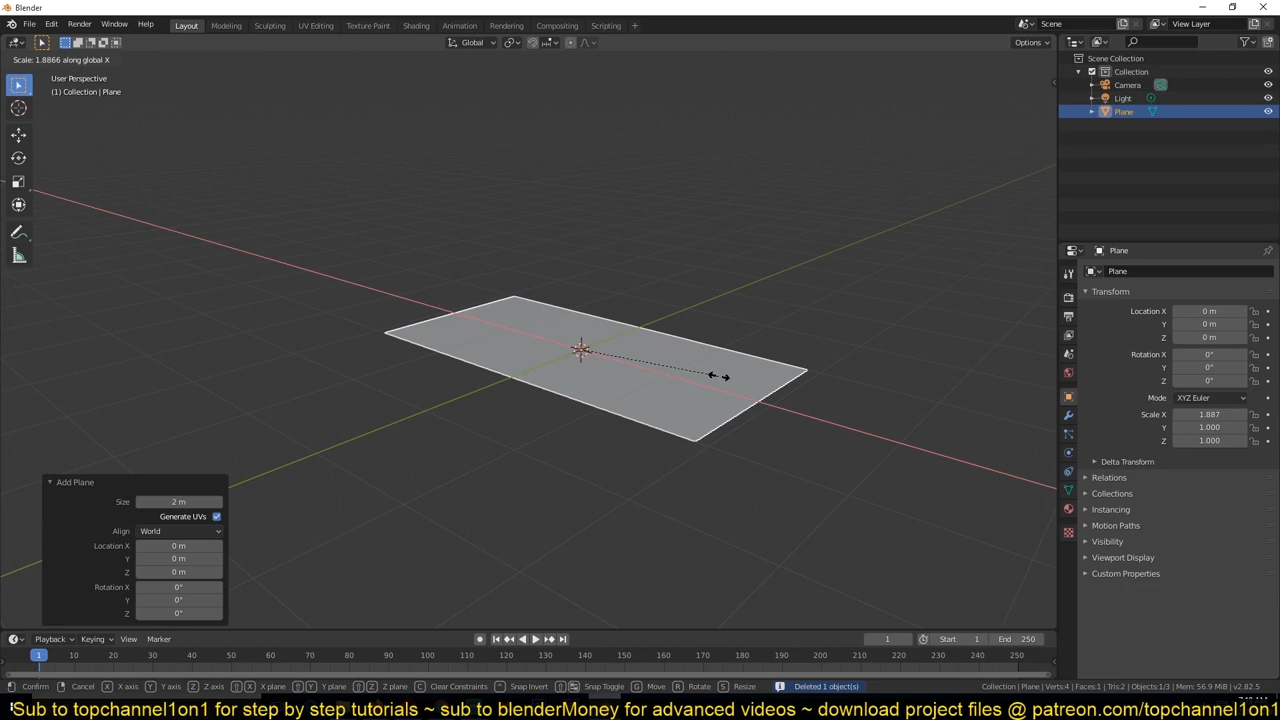 Blender
File Edit Render Window Help Layout Modeling Sculpting UV Editing Texture Paint Shading Animation Rendering Compositing Scripting + Scene View Layer
Global Options
Scale: 1.8866 along global X
User Perspective
(1) Collection | Plane
Scene Collection
Collection
Camera
Light
Plane
Plane
Plane
Transform
Location X 0 m
Y 0 m
Z 0 m
Rotation X 0°
Y 0°
Z 0°
Mode XYZ Euler
Scale X 1.887
Y 1.000
Z 1.000
Delta Transform
Relations
Collections
Instancing
Motion Paths
Visibility
Viewport Display
Custom Properties
Add Plane
Size 2 m
Generate UVs
Align World
Location X 0 m
Y 0 m
Z 0 m
Rotation X 0°
Y 0°
Z 0°
Playback Keying View Marker 1 Start 1 End 250
1 10 20 30 40 50 60 70 80 90 100 110 120 130 140 150 160 170 180 190 200 210 220 230 240 250
Confirm Cancel X X axis Y Y axis Z Z axis X X plane Y Y plane Z Z plane C Clear Constraints Snap Invert Snap Toggle G Move R Rotate S Resize Deleted 1 object(s) Collection | Plane | Verts:4 | Faces:1 | Tris:2 | Objects:1/3 | Mem: 56.9 MiB | v2.82.5
Sub to topchannel1on1 for step by step tutorials ~ sub to blenderMoney for advanced videos ~ download project files @ patreon.com/topchannel1on1